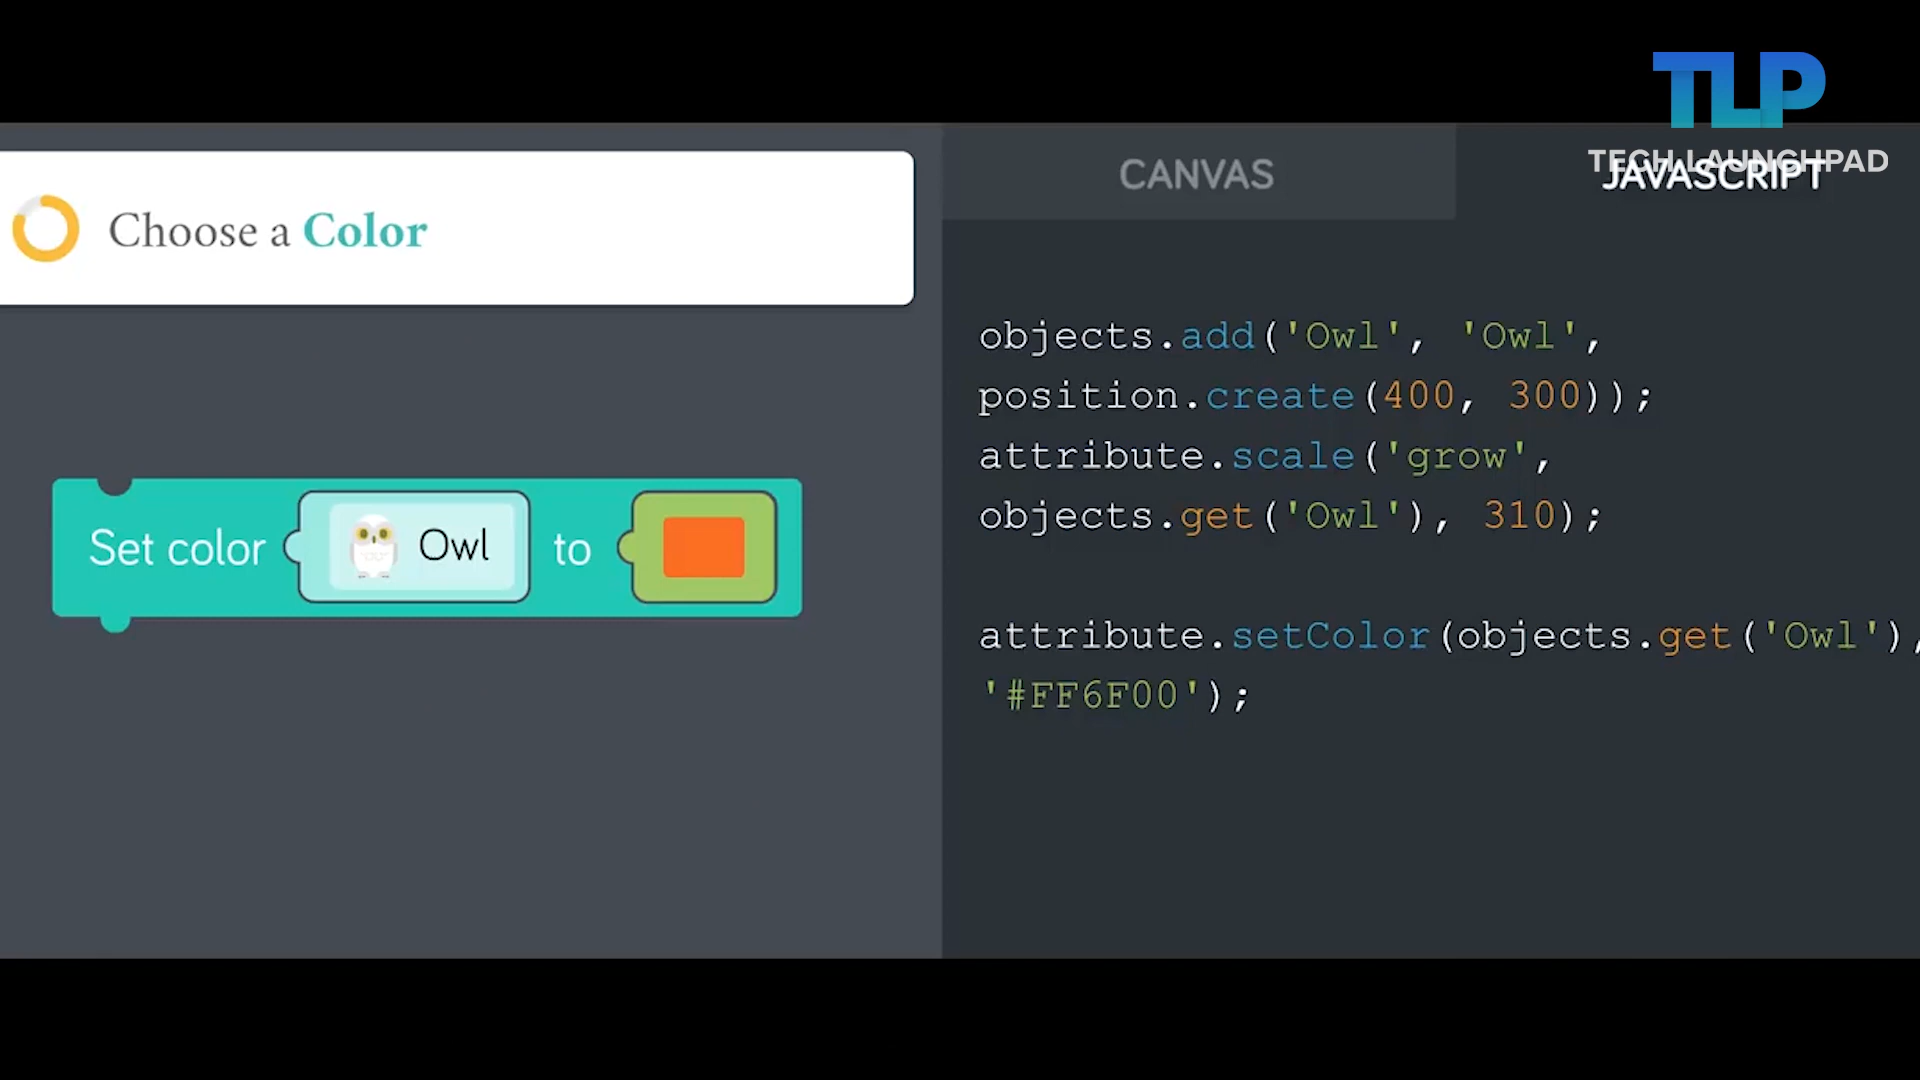 TLP
TECH LAUNCHPAD
CANVAS
JAVASCRIPT
Choose a Color
Set color Owl to
objects.add('Owl', 'Owl',
position.create(400, 300));
attribute.scale('grow',
objects.get('Owl'), 310);
attribute.setColor(objects.get('Owl'),
'#FF6F00');